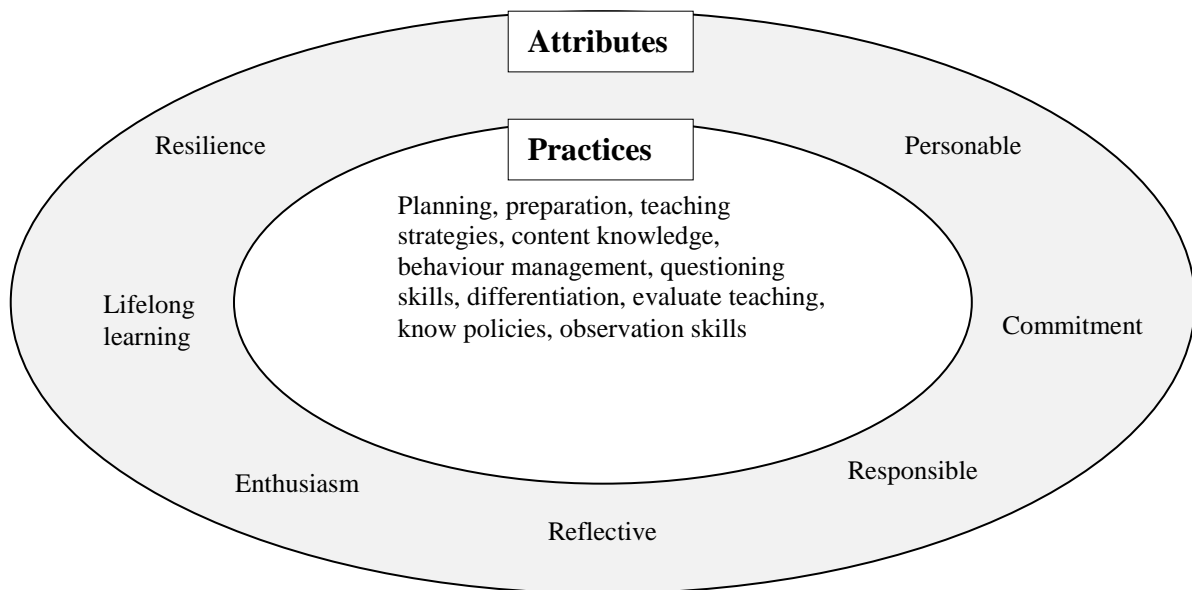 Attributes
Resilience
Personable
Practices
Planning, preparation, teaching
strategies, content knowledge,
behaviour management, questioning
skills, differentiation, evaluate teaching,
know policies, observation skills
Lifelong
learning
Commitment
Enthusiasm
Responsible
Reflective